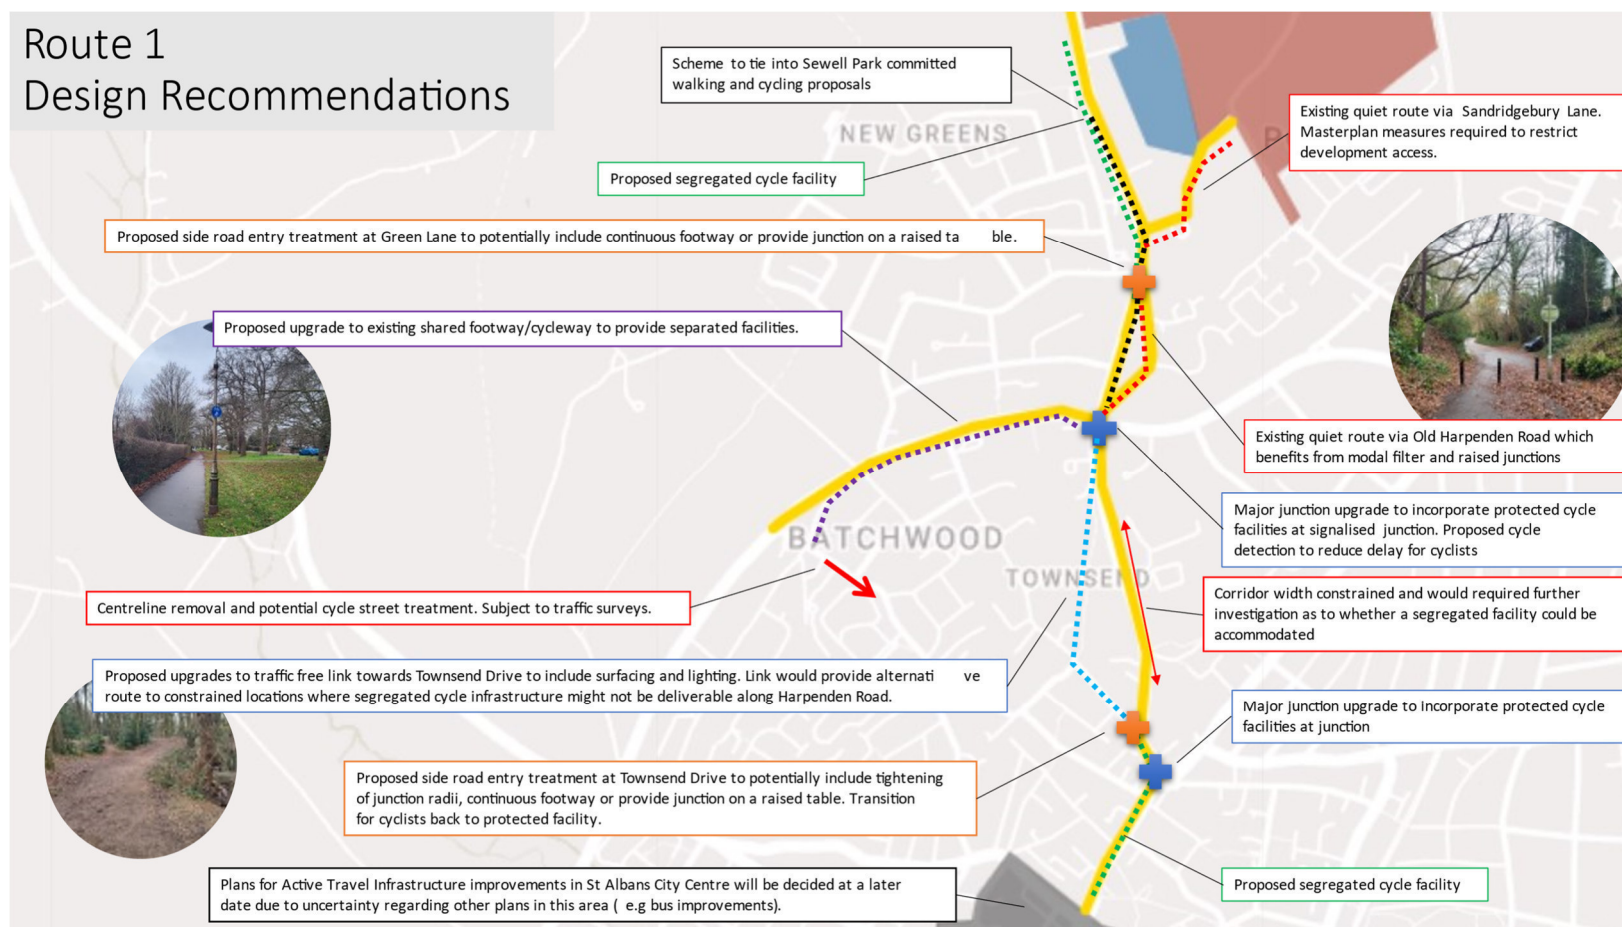 Route 1
Design Recommendations
Scheme to tie into Sewell Park committed
walking and cycling proposals
NEW GREENS
Existing quiet route via Sandridgebury Lane.
Masterplan measures required to restrict
development access.
Proposed segregated cycle facility
Proposed side road entry treatment at Green Lane to potentially include continuous footway or provide junction on a raised ta ble.
Proposed upgrade to existing shared footway/cycleway to provide separated facilities.
Existing quiet route via Old Harpenden Road which
benefits from modal filter and raised junctions
Major junction upgrade to incorporate protected cycle
facilities at signalised junction. Proposed cycle
detection to reduce delay for cyclists
BATCHWOOD
TOWNSEND
Centreline removal and potential cycle street treatment. Subject to traffic surveys.
Corridor width constrained and would required further
investigation as to whether a segregated facility could be
accommodated
Proposed upgrades to traffic free link towards Townsend Drive to include surfacing and lighting. Link would provide alternati ve
route to constrained locations where segregated cycle infrastructure might not be deliverable along Harpenden Road.
Major junction upgrade to incorporate protected cycle
facilities at junction
Proposed side road entry treatment at Townsend Drive to potentially include tightening
of junction radii, continuous footway or provide junction on a raised table. Transition
for cyclists back to protected facility.
Plans for Active Travel Infrastructure improvements in St Albans City Centre will be decided at a later
date due to uncertainty regarding other plans in this area ( e.g bus improvements).
Proposed segregated cycle facility